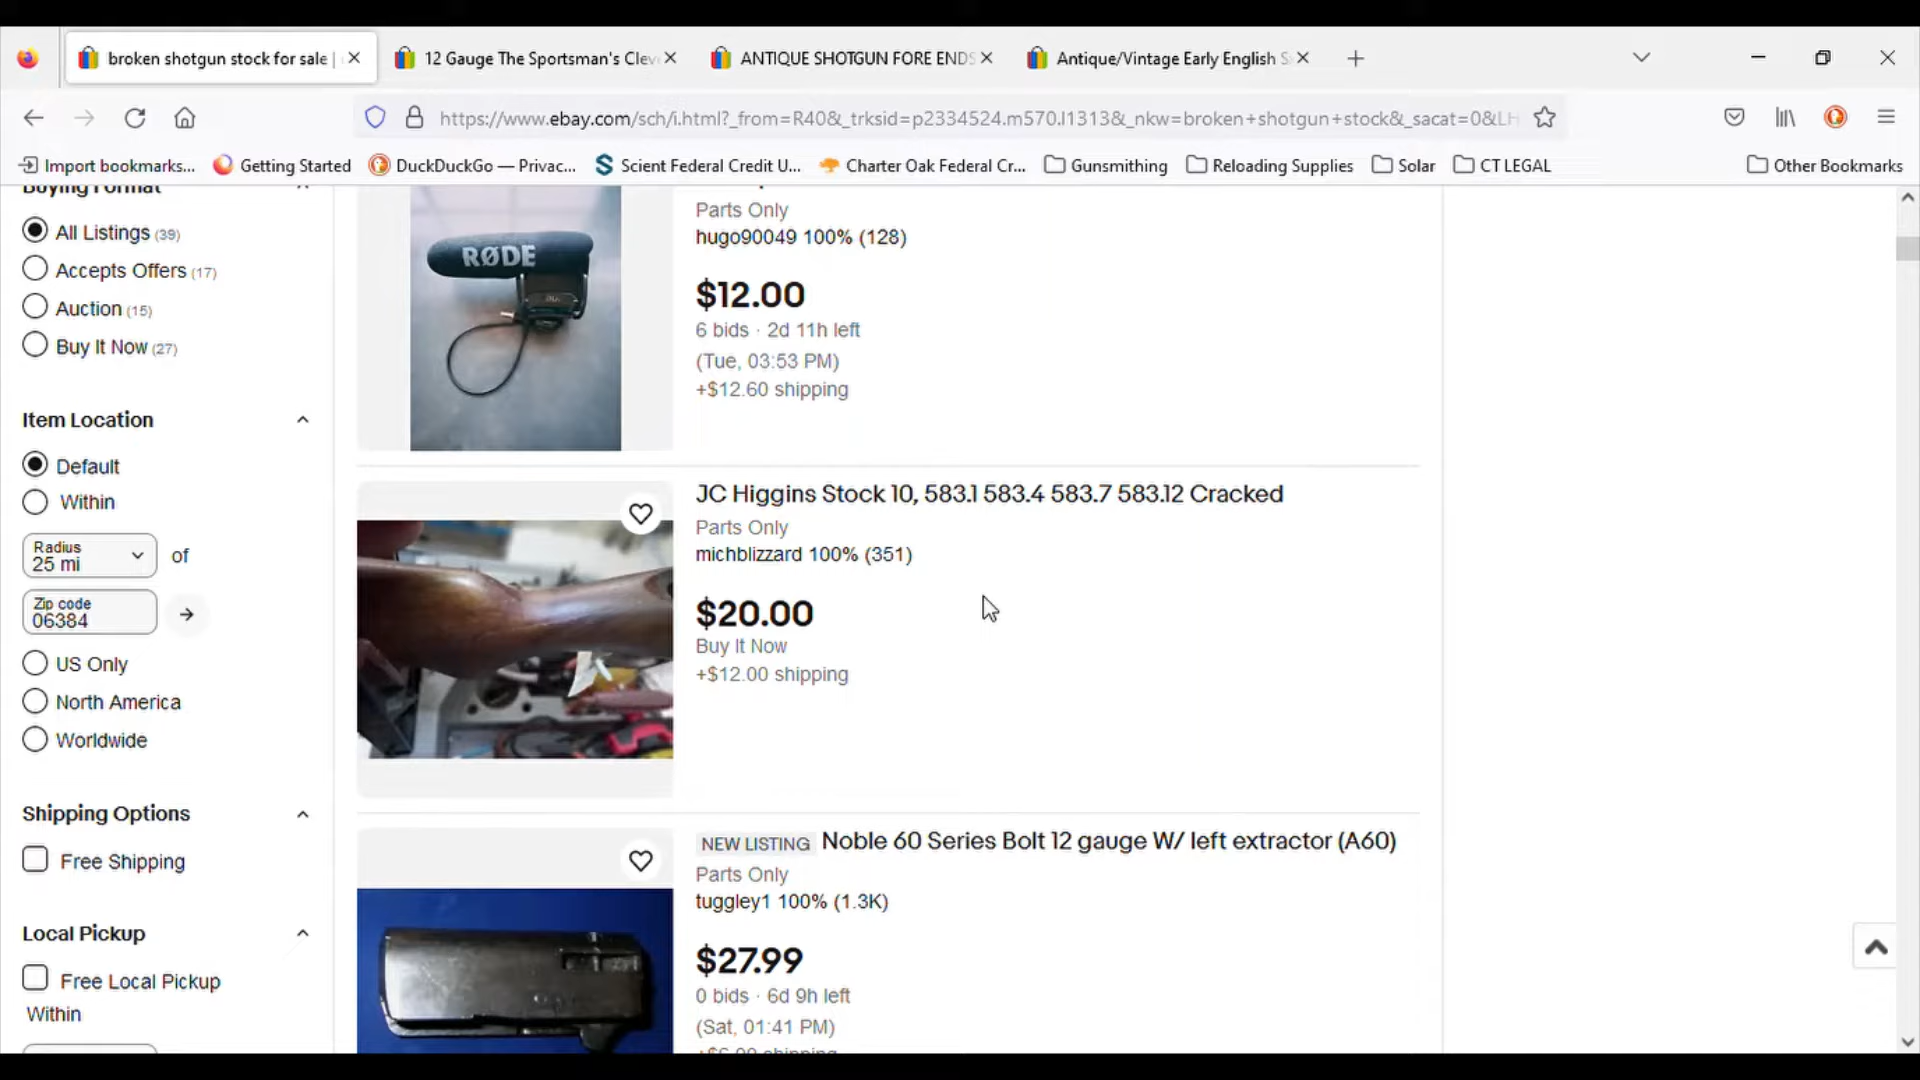 broken shotgun stock for sale |
12 Gauge The Sportsman's Clev
ANTIQUE SHOTGUN FORE ENDS
Antique/Vintage Early English S
https://www.ebay.com/sch/i.html?_from=R40&_trksid=p2334524.m570.l1313&_nkw=broken+shotgun+stock&_sacat=0&LH
Import bookmarks...
Getting Started
DuckDuckGo — Privac...
Scient Federal Credit U...
Charter Oak Federal Cr...
Gunsmithing
Reloading Supplies
Solar
CT LEGAL
Other Bookmarks
Buying Format
All Listings (39)
Accepts Offers (17)
Auction (15)
Buy It Now (27)
Item Location
Default
Within
Radius
25 mi
of
Zip code
06384
US Only
North America
Worldwide
Shipping Options
Free Shipping
Local Pickup
Free Local Pickup
Within
RØDE
Parts Only
hugo90049 100% (128)
$12.00
6 bids · 2d 11h left
(Tue, 03:53 PM)
+$12.60 shipping
JC Higgins Stock 10, 583.1 583.4 583.7 583.12 Cracked
Parts Only
michblizzard 100% (351)
$20.00
Buy It Now
+$12.00 shipping
NEW LISTING Noble 60 Series Bolt 12 gauge W/ left extractor (A60)
Parts Only
tuggley1 100% (1.3K)
$27.99
0 bids · 6d 9h left
(Sat, 01:41 PM)
shipping